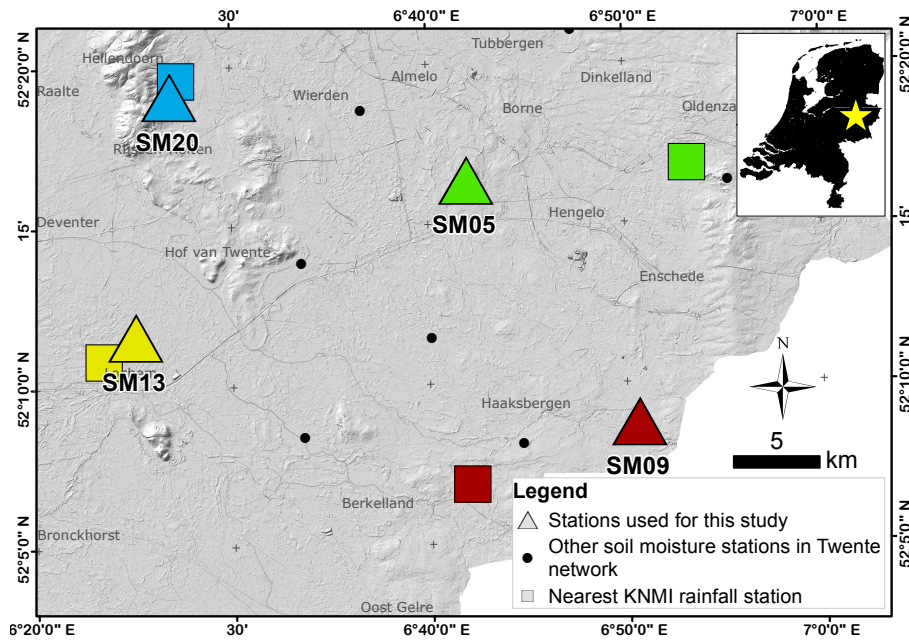 30'
6°40'0" E
6°50'0" E
7°0'0" E
Tubbergen
Hellendoorn
52°20'0" N
52°20'0" N
Almelo
Dinkelland
Raalte
Wierden
Borne
Oldenza
SM20
SM05
Deventer
Hengelo
15'
15'
Hof van Twente
Enschede
N
52°10'0" N
52°10'0" N
SM13
Haaksbergen
5
km
SM09
Berkelland
Bronckhorst
52°5'0" N
52°5'0" N
Oost Gelre
Legend
Stations used for this study
Other soil moisture stations in Twente
network
Nearest KNMI rainfall station
6°20'0" E
30'
6°40'0" E
6°50'0" E
7°0'0" E